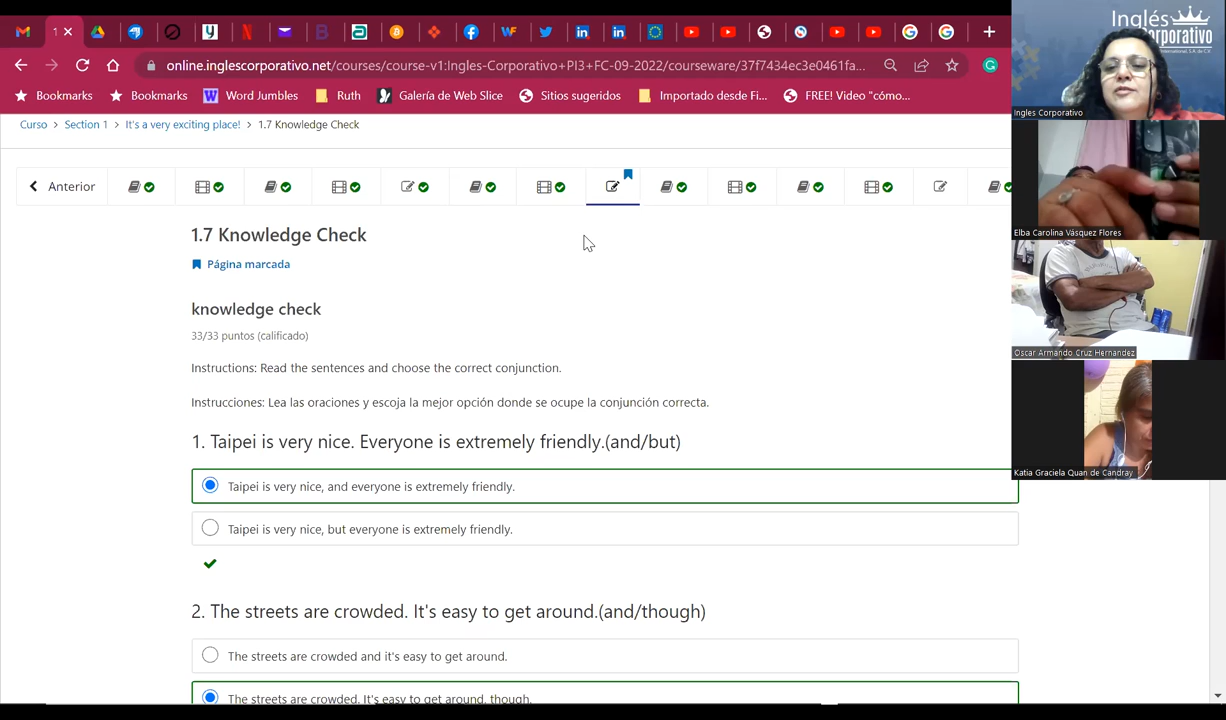 1
online.inglescorporativo.net/courses/course-v1:Ingles-Corporativo+PI3+FC-09-2022/courseware/37f7434ec3e0461fa...
Bookmarks Bookmarks Word Jumbles Ruth Galería de Web Slice Sitios sugeridos Importado desde Fi... FREE! Video "cómo...
Curso > Section 1 > It's a very exciting place! > 1.7 Knowledge Check
Anterior
1.7 Knowledge Check
Página marcada
knowledge check
33/33 puntos (calificado)
Instructions: Read the sentences and choose the correct conjunction.
Instrucciones: Lea las oraciones y escoja la mejor opción donde se ocupe la conjunción correcta.
1. Taipei is very nice. Everyone is extremely friendly.(and/but)
Taipei is very nice, and everyone is extremely friendly.
Taipei is very nice, but everyone is extremely friendly.
2. The streets are crowded. It's easy to get around.(and/though)
The streets are crowded and it's easy to get around.
The streets are crowded. It's easy to get around, though.
Inglés
Corporativo
Ingles Corporativo
Elba Carolina Vásquez Flores
Oscar Armando Cruz Hernandez
Katia Graciela Quan de Candray